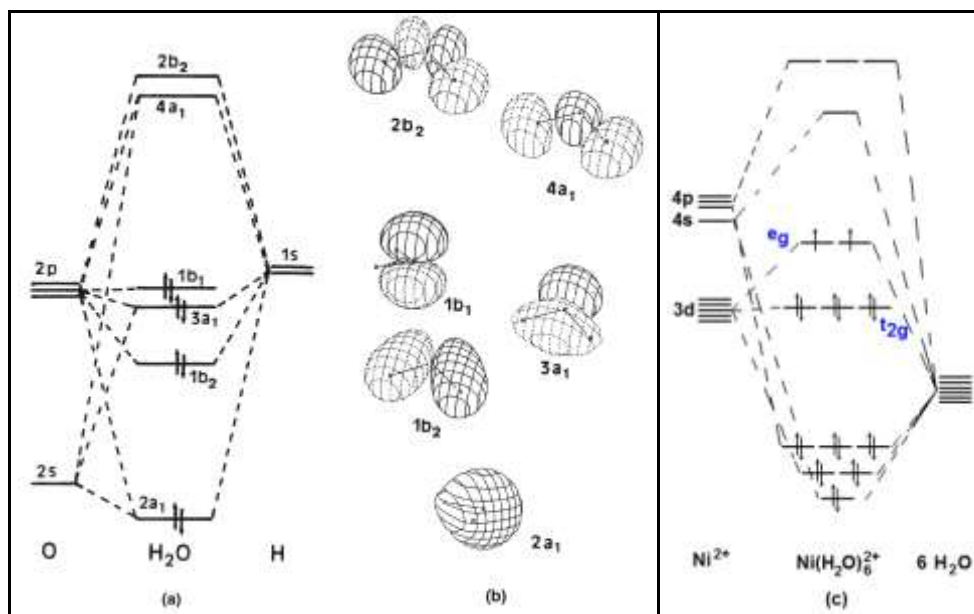 2b₂
4a₁
2p
1b₁
1s
3a₁
1b₂
2s
2a₁
O
H₂O
H
(a)
2b₂
4a₁
1b₁
3a₁
1b₂
2a₁
(b)
4p
4s
eg
3d
t2g
Ni²⁺
Ni(H₂O)₆²⁺
6 H₂O
(c)